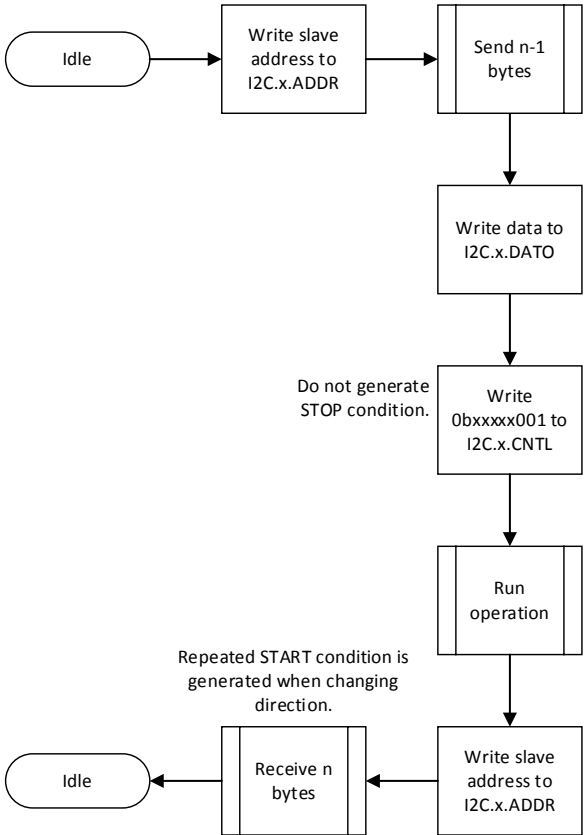 Idle
Write slave
address to
I2C.x.ADDR
Send n-1
bytes
Write data to
I2C.x.DATO
Do not generate
STOP condition.
Write
0bxxxxx001 to
I2C.x.CNTL
Run
operation
Repeated START condition is
generated when changing
direction.
Idle
Receive n
bytes
Write slave
address to
I2C.x.ADDR